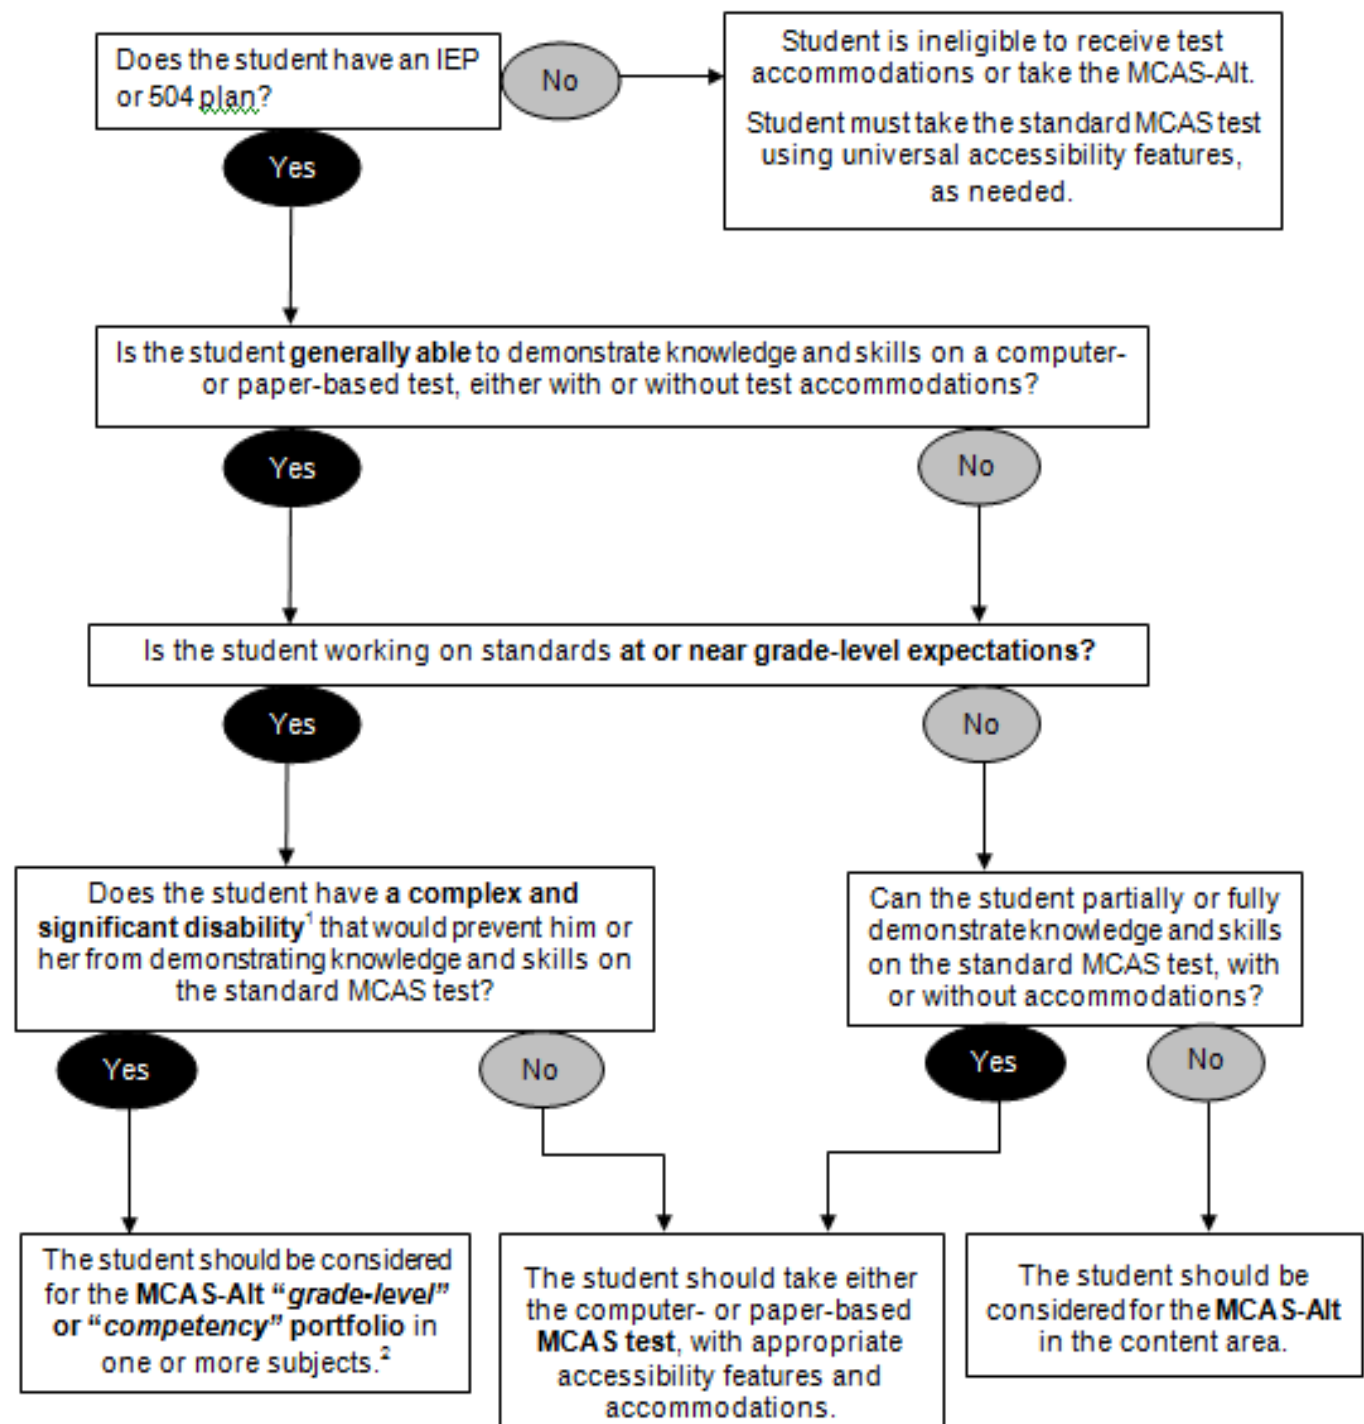 Does the student have an IEP
or 504 plan?
No
Student is ineligible to receive test
accommodations or take the MCAS-Alt.
Student must take the standard MCAS test
using universal accessibility features,
as needed.
Yes
Is the student generally able to demonstrate knowledge and skills on a computer-
or paper-based test, either with or without test accommodations?
Yes
No
Is the student working on standards at or near grade-level expectations?
Yes
No
Does the student have a complex and
significant disability¹ that would prevent him or
her from demonstrating knowledge and skills on
the standard MCAS test?
Can the student partially or fully
demonstrate knowledge and skills
on the standard MCAS test, with
or without accommodations?
Yes
No
Yes
No
The student should be considered
for the MCAS-Alt “grade-level”
or “competency” portfolio in
one or more subjects.²
The student should take either
the computer- or paper-based
MCAS test, with appropriate
accessibility features and
accommodations.
The student should be
considered for the MCAS-Alt
in the content area.